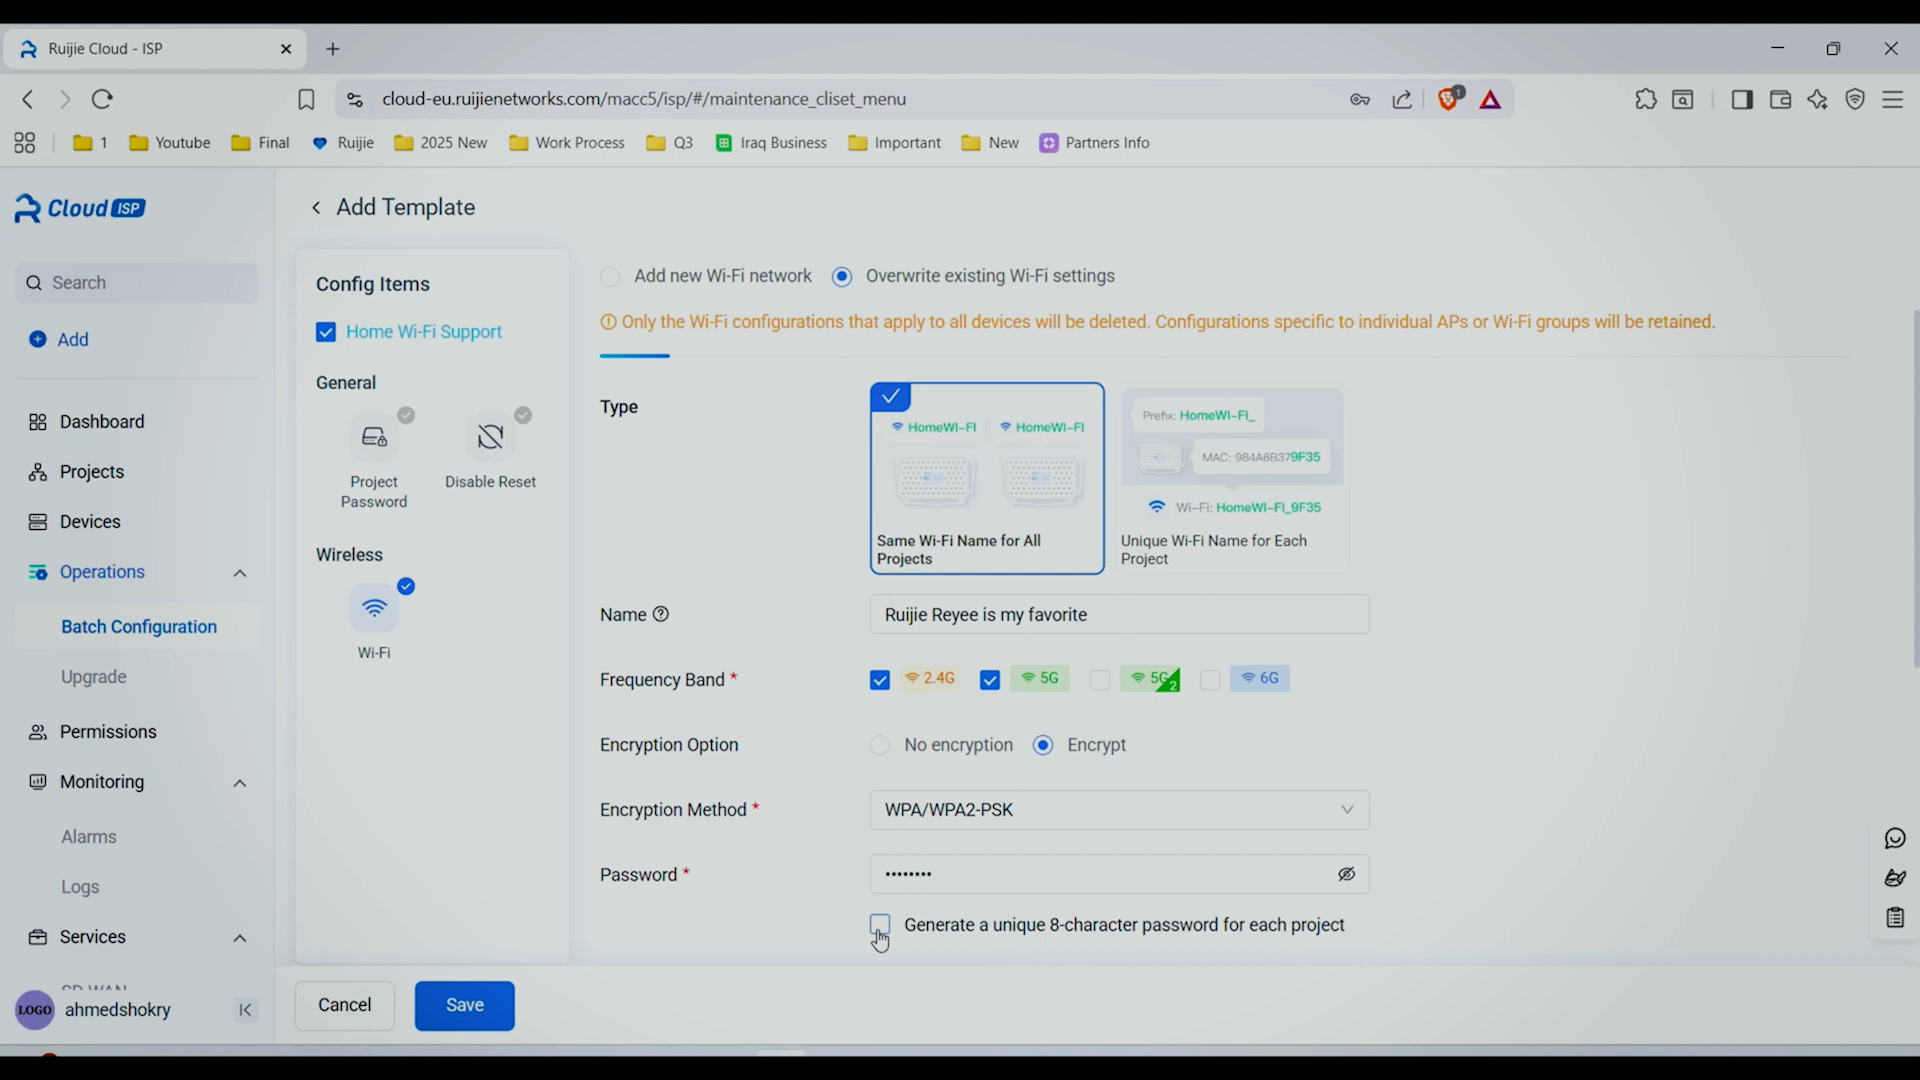 Ruijie Cloud - ISP
cloud-eu.ruijienetworks.com/macc5/isp/#/maintenance_cliset_menu
1
1
Youtube
Final
Ruijie
2025 New
Work Process
Q3
Iraq Business
Important
New
Partners Info
Cloud ISP
Search
Add
Dashboard
Projects
Devices
Operations
Batch Configuration
Upgrade
Permissions
Monitoring
Alarms
Logs
Services
SD-WAN
LOGO
ahmedshokry
Add Template
Config Items
Home Wi-Fi Support
General
Project
Password
Disable Reset
Wireless
Wi-Fi
Add new Wi-Fi network
Overwrite existing Wi-Fi settings
Only the Wi-Fi configurations that apply to all devices will be deleted. Configurations specific to individual APs or Wi-Fi groups will be retained.
Type
HomeWI-FI
HomeWI-FI
Same Wi-Fi Name for All
Projects
Prefix: HomeWI-FI_
MAC: 984A6B379F35
Wi-Fi: HomeWI-FI_9F35
Unique Wi-Fi Name for Each
Project
Name
Ruijie Reyee is my favorite
Frequency Band *
2.4G
5G
5G 2
6G
Encryption Option
No encryption
Encrypt
Encryption Method *
WPA/WPA2-PSK
Password *
••••••••
Generate a unique 8-character password for each project
Cancel
Save